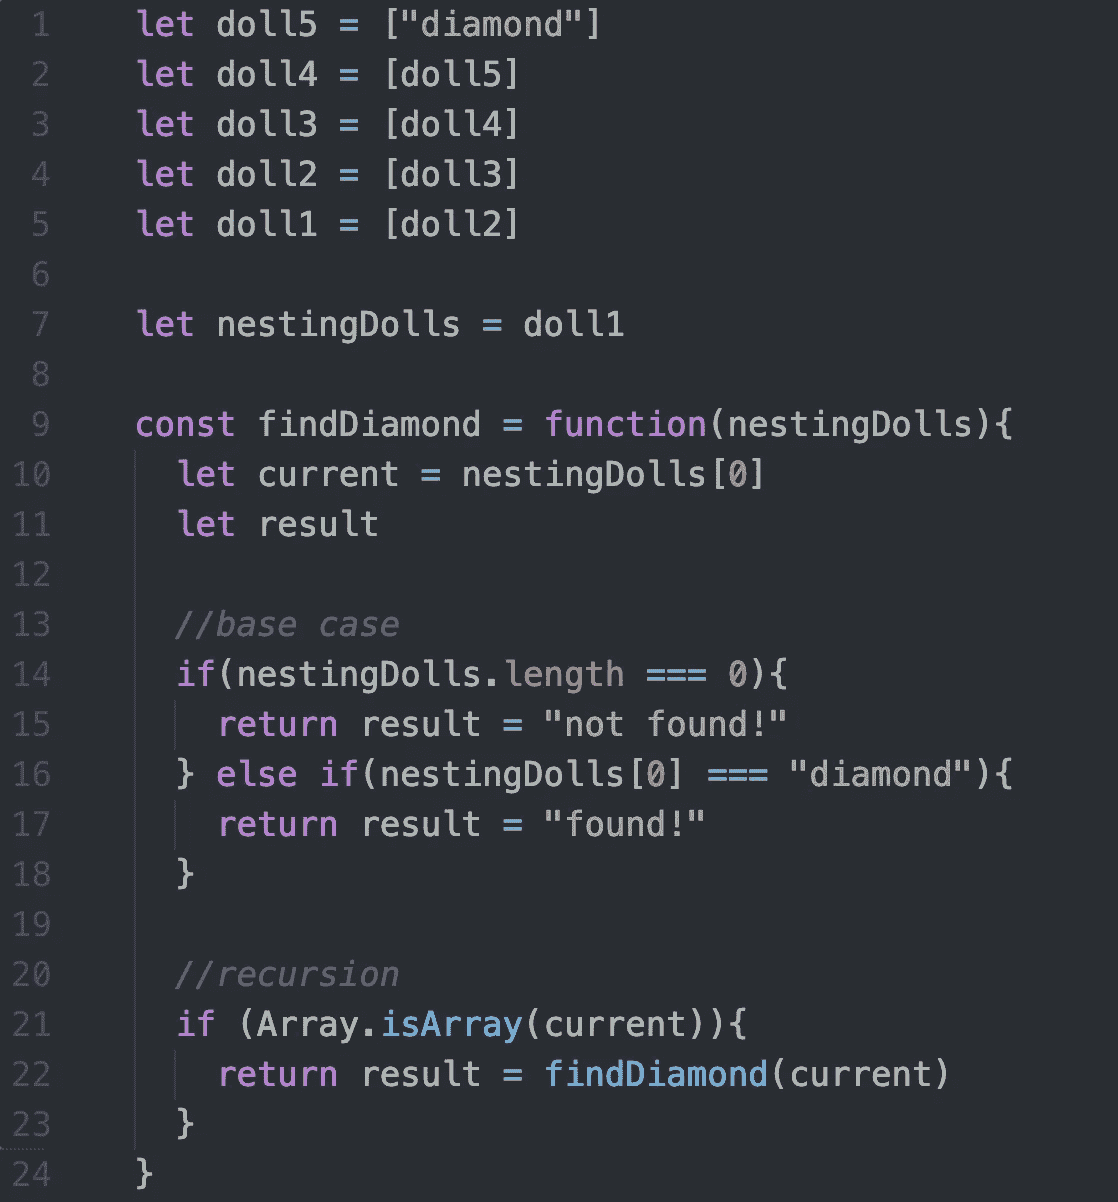 1 let doll5 = ["diamond"]
2 let doll4 = [doll5]
3 let doll3 = [doll4]
4 let doll2 = [doll3]
5 let doll1 = [doll2]
6
7 let nestingDolls = doll1
8
9 const findDiamond = function(nestingDolls){
10 let current = nestingDolls[0]
11 let result
12
13 //base case
14 if(nestingDolls.length === 0){
15 return result = "not found!"
16 } else if(nestingDolls[0] === "diamond"){
17 return result = "found!"
18 }
19
20 //recursion
21 if (Array.isArray(current)){
22 return result = findDiamond(current)
23 }
24 }